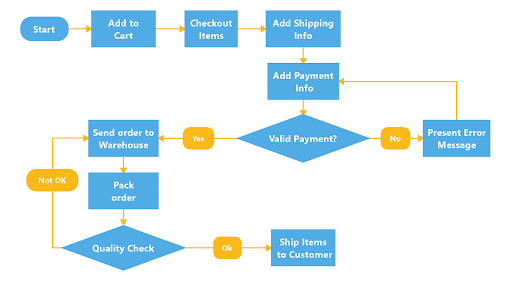 Start
Add to
Cart
Checkout
Items
Add Shipping
Info
Add Payment
Info
Valid Payment?
Yes
No
Send order to
Warehouse
Present Error
Message
Not OK
Pack
order
Quality Check
Ok
Ship Items
to Customer